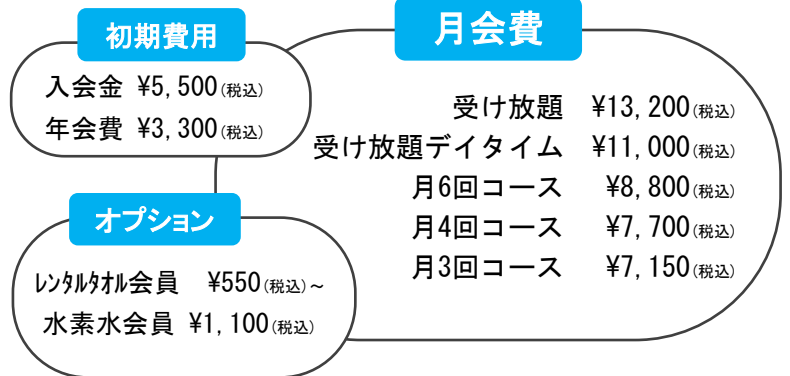 初期費用
入会金 ¥5,500(税込)
年会費 ¥3,300(税込)
月会費
受け放題 ¥13,200(税込)
受け放題デイタイム ¥11,000(税込)
月6回コース ¥8,800(税込)
月4回コース ¥7,700(税込)
月3回コース ¥7,150(税込)
オプション
ﾚﾝﾀﾙﾀｵﾙ会員 ¥550(税込)~
水素水会員 ¥1,100(税込)